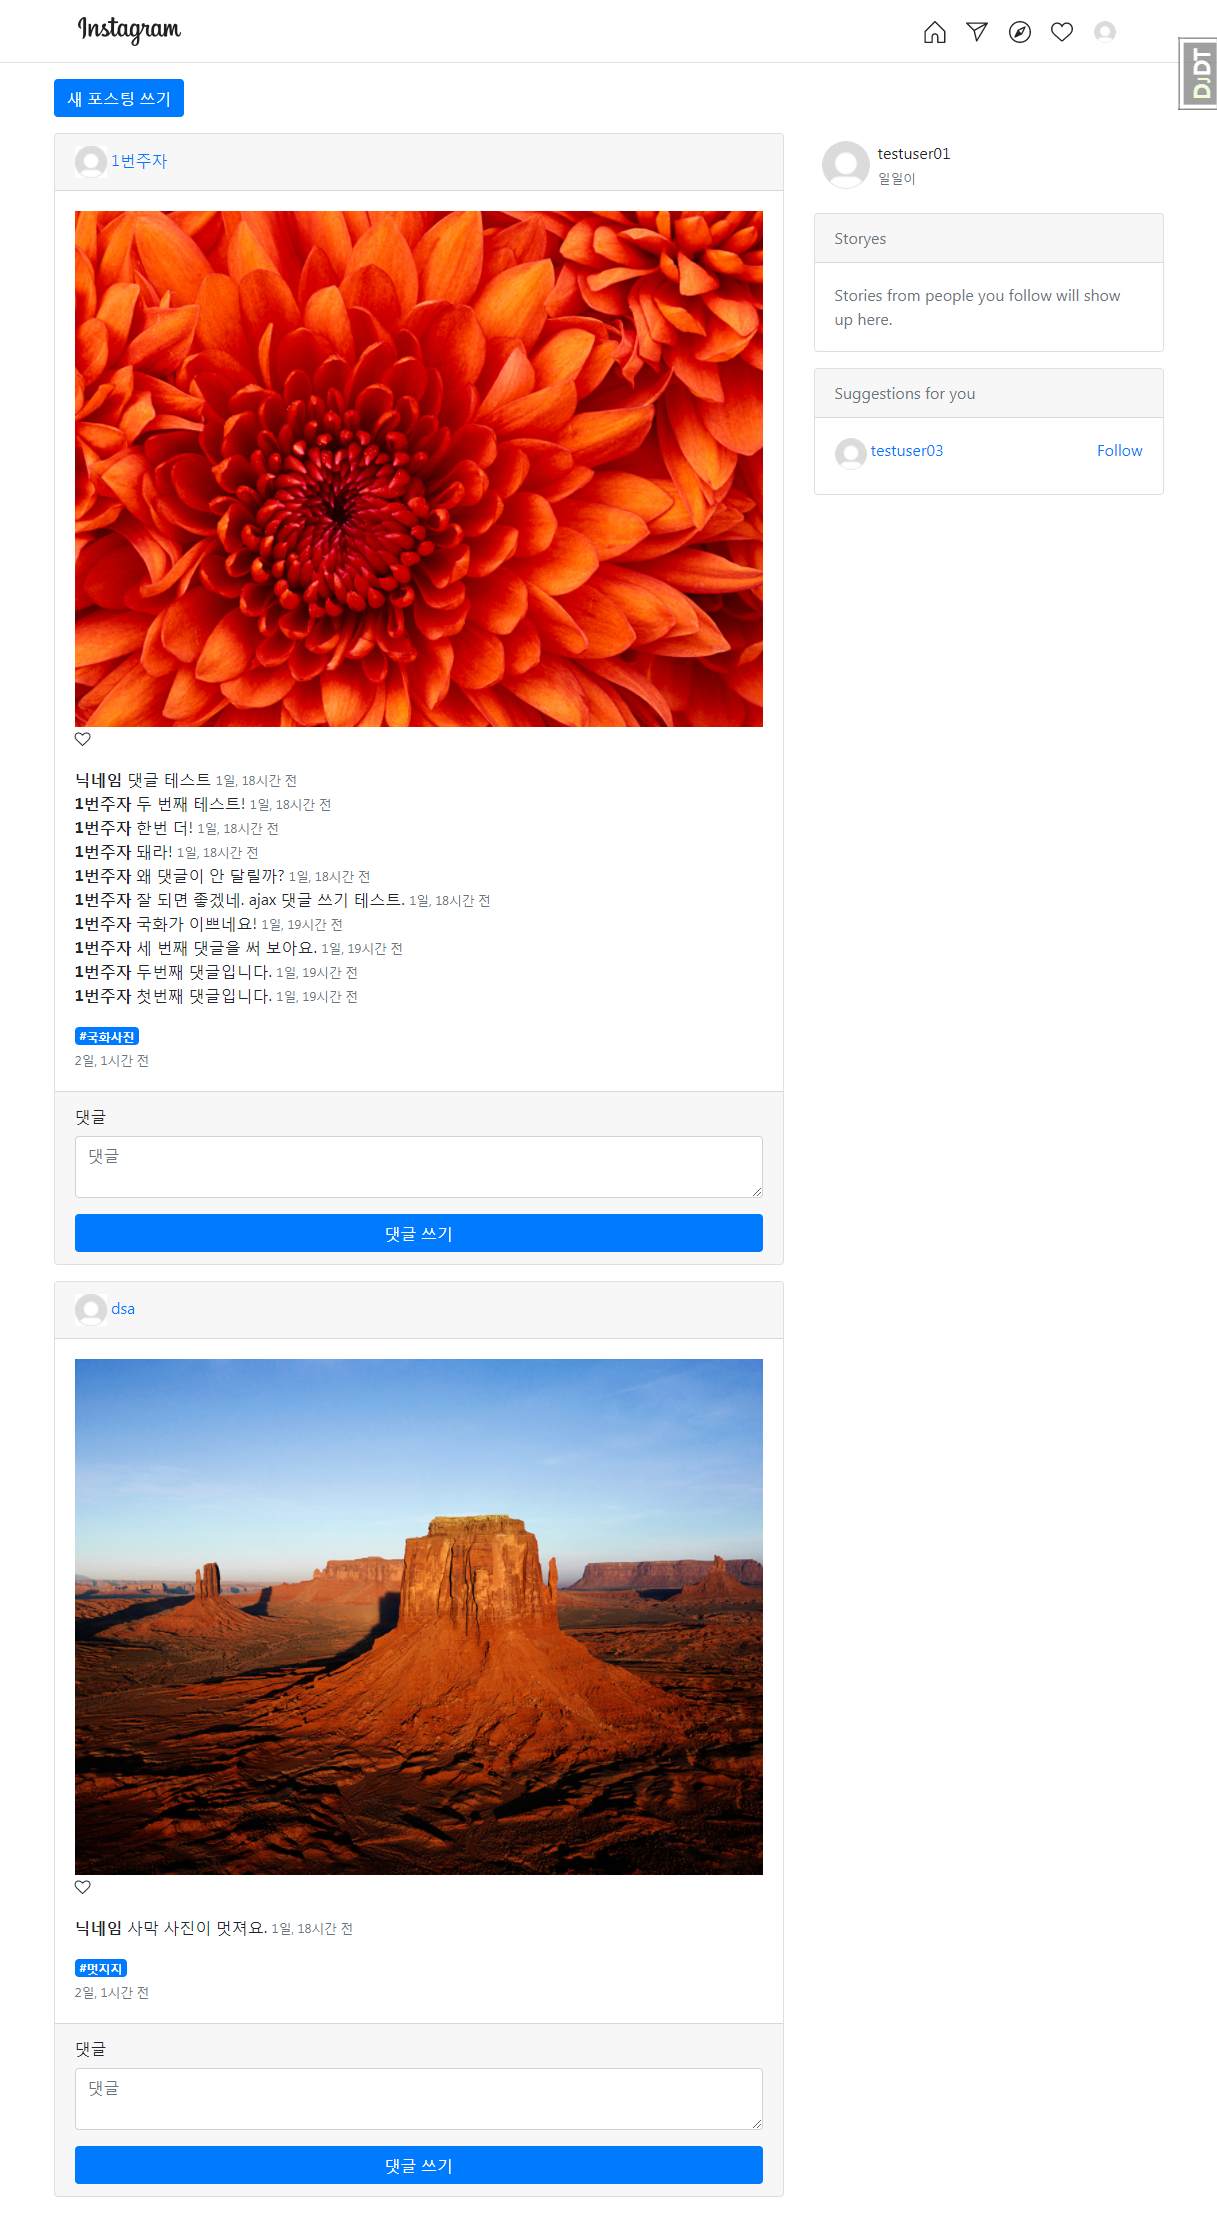 Instagram
DJDT
새 포스팅 쓰기
1번주자
닉네임 댓글 테스트 1일, 18시간 전
1번주자 두 번째 테스트! 1일, 18시간 전
1번주자 한번 더! 1일, 18시간 전
1번주자 돼라! 1일, 18시간 전
1번주자 왜 댓글이 안 달릴까? 1일, 18시간 전
1번주자 잘 되면 좋겠네. ajax 댓글 쓰기 테스트. 1일, 18시간 전
1번주자 국화가 이쁘네요! 1일, 19시간 전
1번주자 세 번째 댓글을 써 보아요. 1일, 19시간 전
1번주자 두번째 댓글입니다. 1일, 19시간 전
1번주자 첫번째 댓글입니다. 1일, 19시간 전
#국화사진
2일, 1시간 전
댓글
댓글
댓글 쓰기
dsa
닉네임 사막 사진이 멋져요. 1일, 18시간 전
#멋지지
2일, 1시간 전
댓글
댓글
댓글 쓰기
testuser01
일일이
Storyes
Stories from people you follow will show
up here.
Suggestions for you
testuser03 Follow